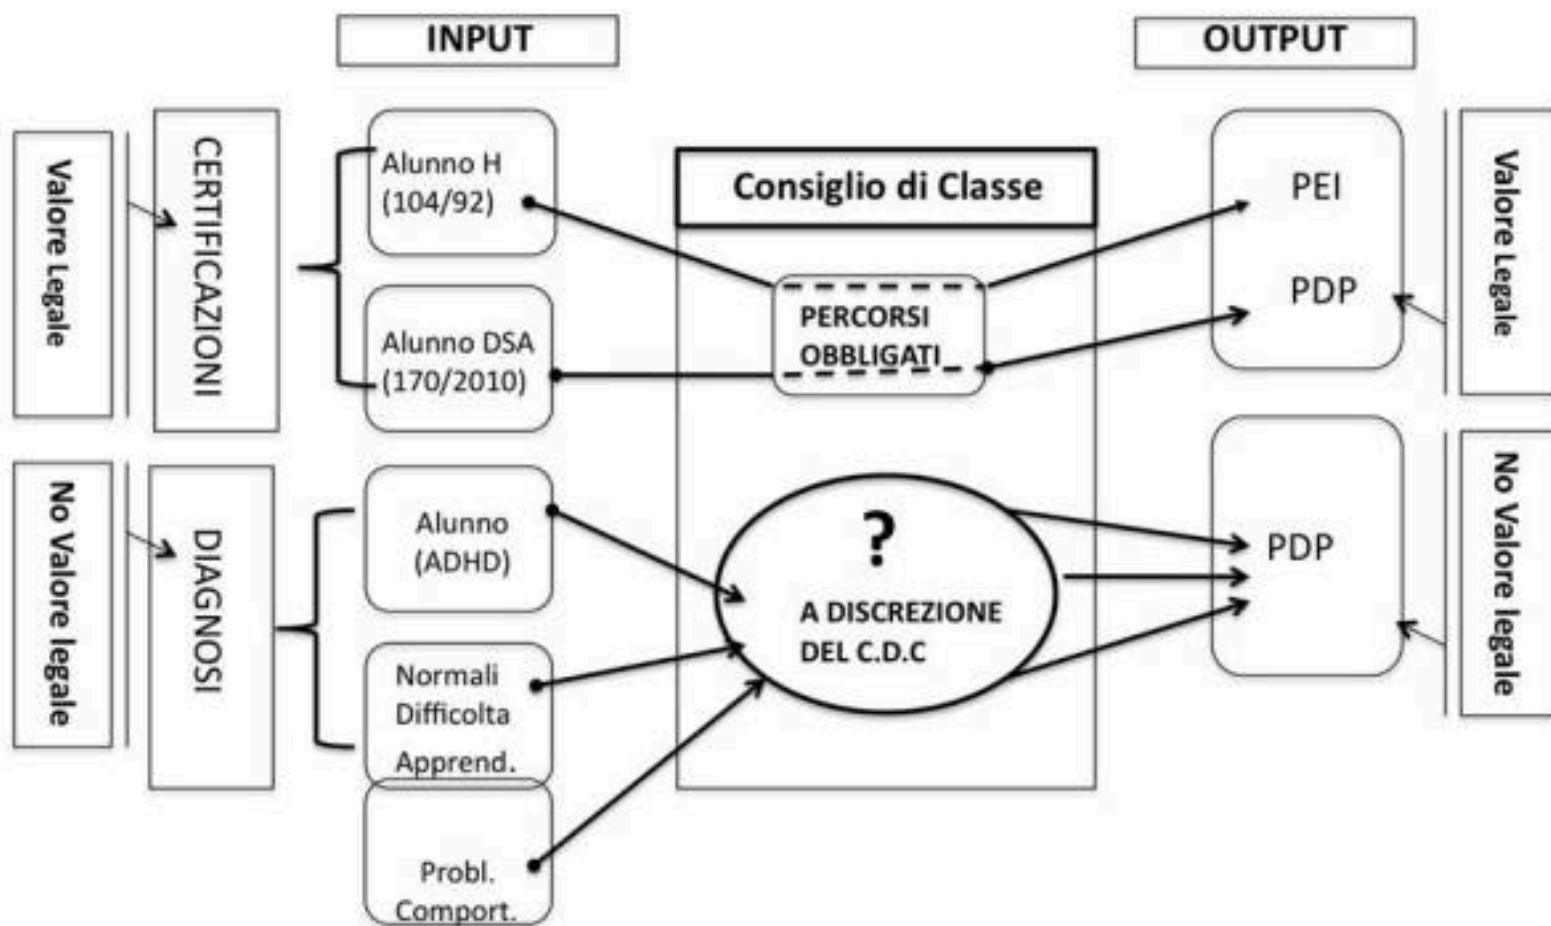 INPUT
OUTPUT
Valore Legale
CERTIFICAZIONI
Alunno H
(104/92)
Alunno DSA
(170/2010)
Consiglio di Classe
PERCORSI
OBBLIGATI
PEI
PDP
Valore Legale
No Valore legale
DIAGNOSI
Alunno
(ADHD)
Normali
Difficolta
Apprend.
Probl.
Comport.
?
A DISCREZIONE
DEL C.D.C
PDP
No Valore legale